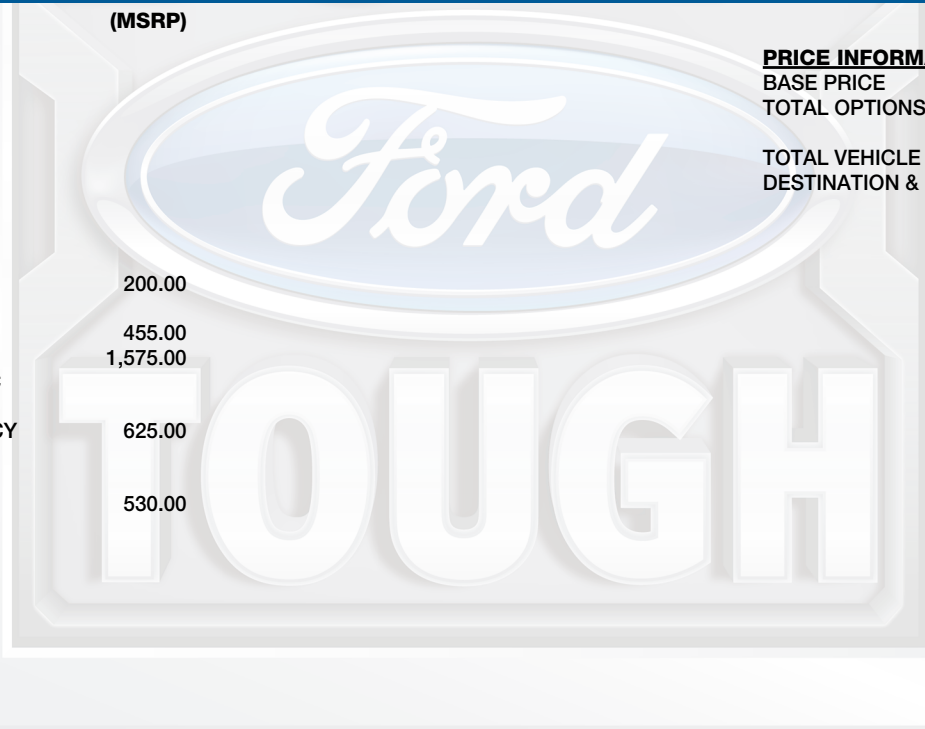 (MSRP)
200.00
455.00
1,575.00
CY
625.00
530.00
PRICE INFORM
BASE PRICE
TOTAL OPTIONS
TOTAL VEHICLE
DESTINATION &
Ford
TOUGH